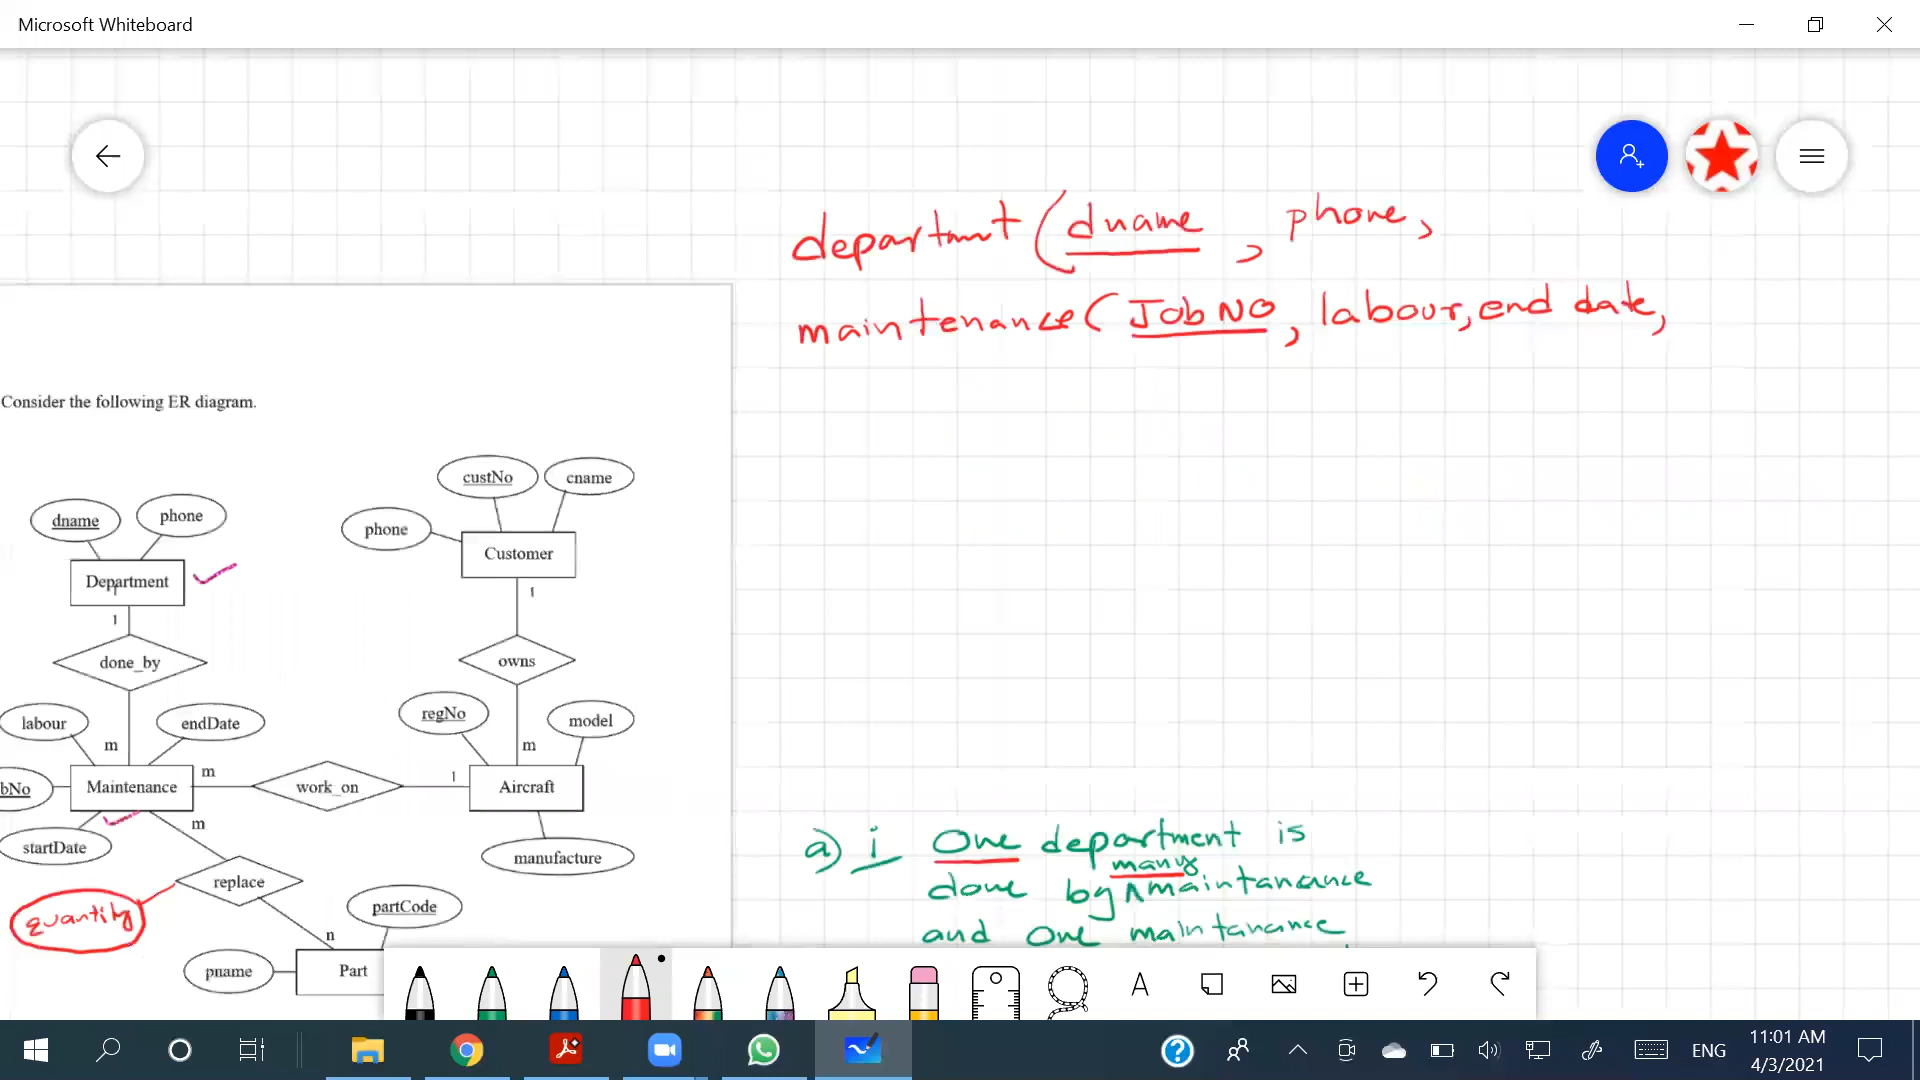 Microsoft Whiteboard
department (dname, phone,
maintenance (Job NO, labour, end date,
Consider the following ER diagram.
custNo
cname
dname
phone
phone
Customer
Department
1
1
done_by
owns
labour
endDate
regNo
model
m
m
bNo
Maintenance
m
work_on
1
Aircraft
startDate
m
manufacture
replace
quantity
partCode
n
pname
Part
a) i One department is
many
done by ^ maintanance
and one maintanance
A
ENG
11:01 AM
4/3/2021